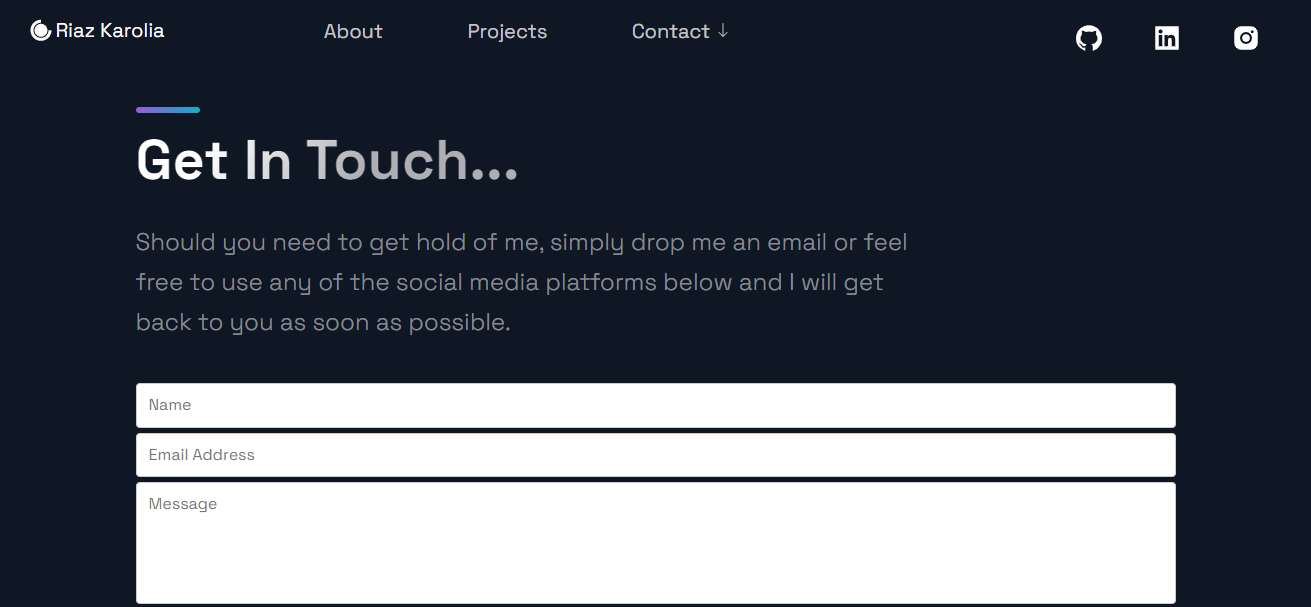 Riaz Karolia
About
Projects
Contact ↓
in
Get In Touch...
Should you need to get hold of me, simply drop me an email or feel
free to use any of the social media platforms below and I will get
back to you as soon as possible.
Name
Email Address
Message